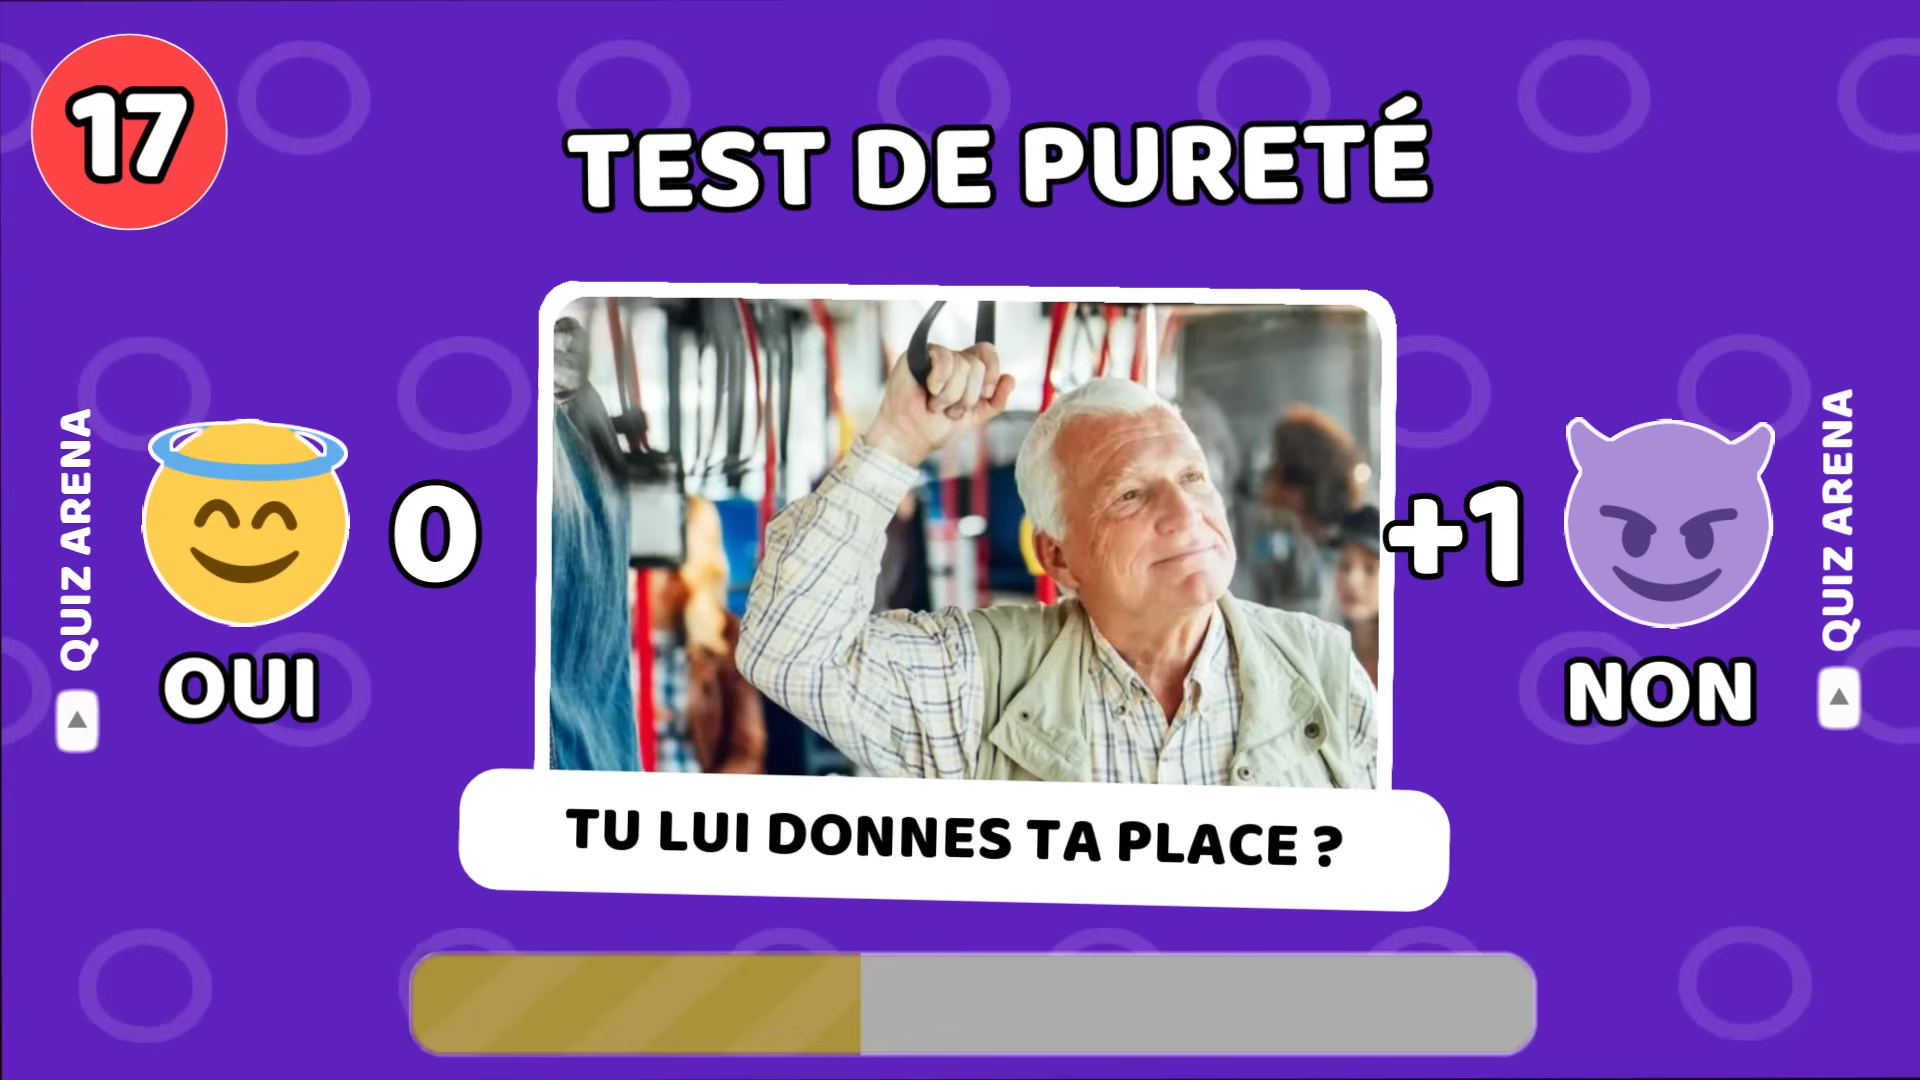 17
TEST DE PURETÉ
QUIZ ARENA
0
OUI
+1
NON
QUIZ ARENA
TU LUI DONNES TA PLACE ?